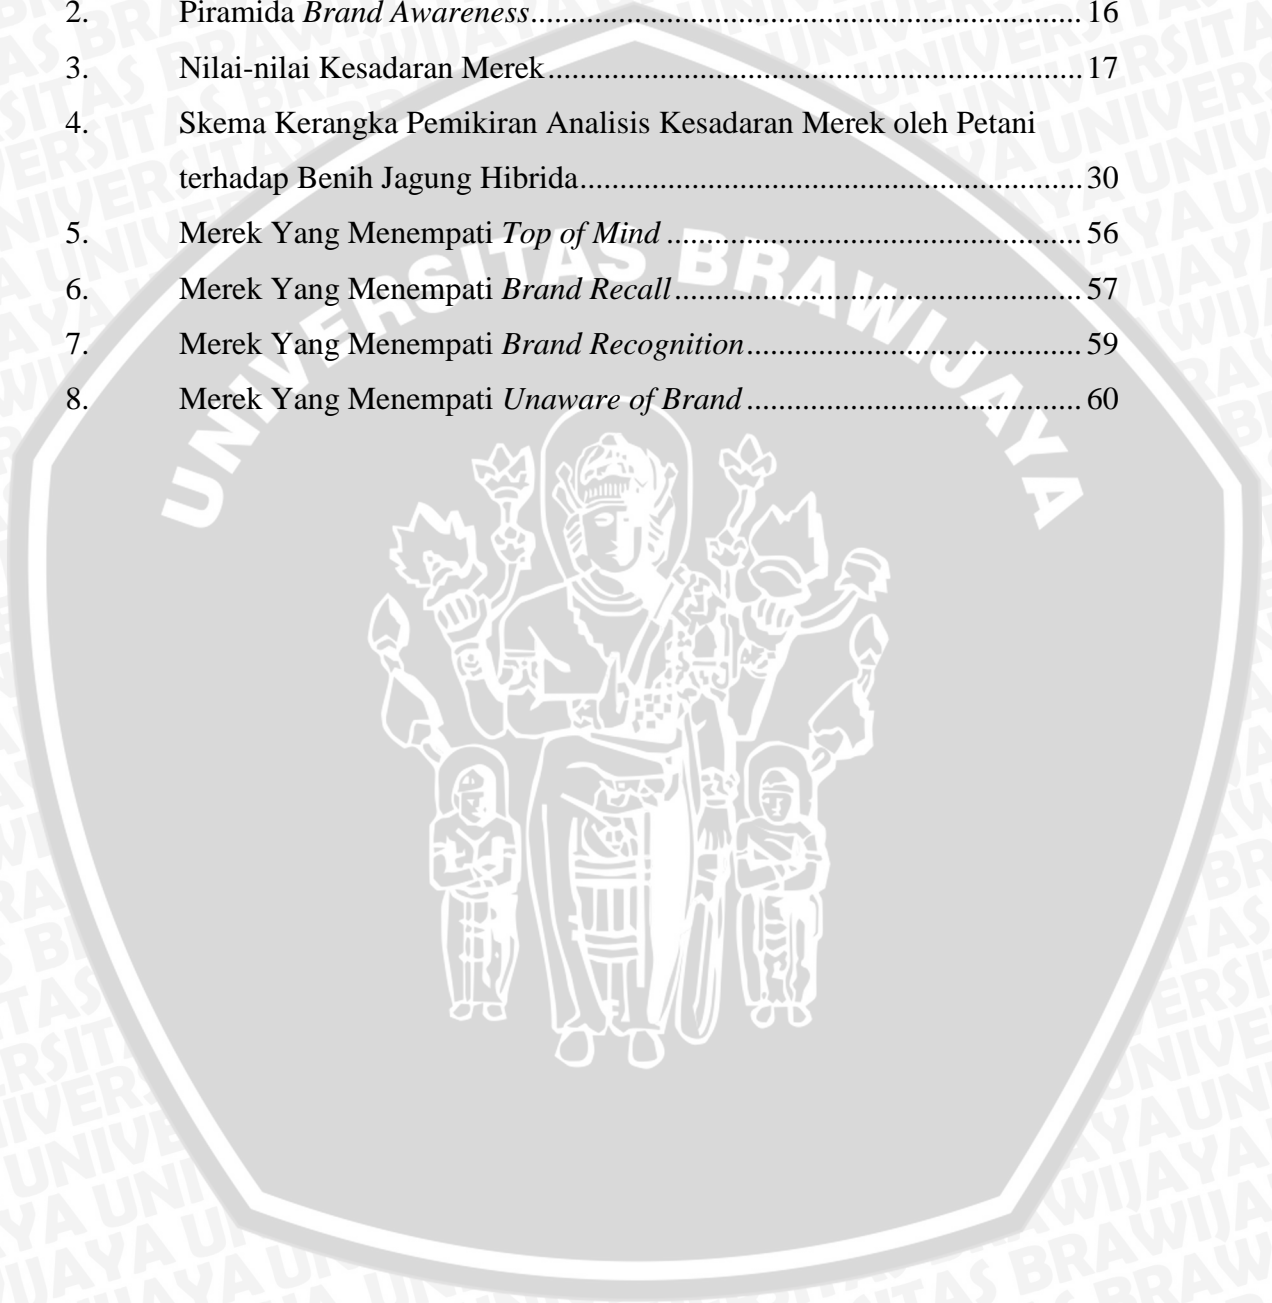 2. Piramida Brand Awareness.................................................................... 16
3. Nilai-nilai Kesadaran Merek.................................................................. 17
4. Skema Kerangka Pemikiran Analisis Kesadaran Merek oleh Petani
terhadap Benih Jagung Hibrida.............................................................. 30
5. Merek Yang Menempati Top of Mind................................................... 56
6. Merek Yang Menempati Brand Recall.................................................. 57
7. Merek Yang Menempati Brand Recognition......................................... 59
8. Merek Yang Menempati Unaware of Brand......................................... 60
UNIVERSITAS BRAWIJAYA